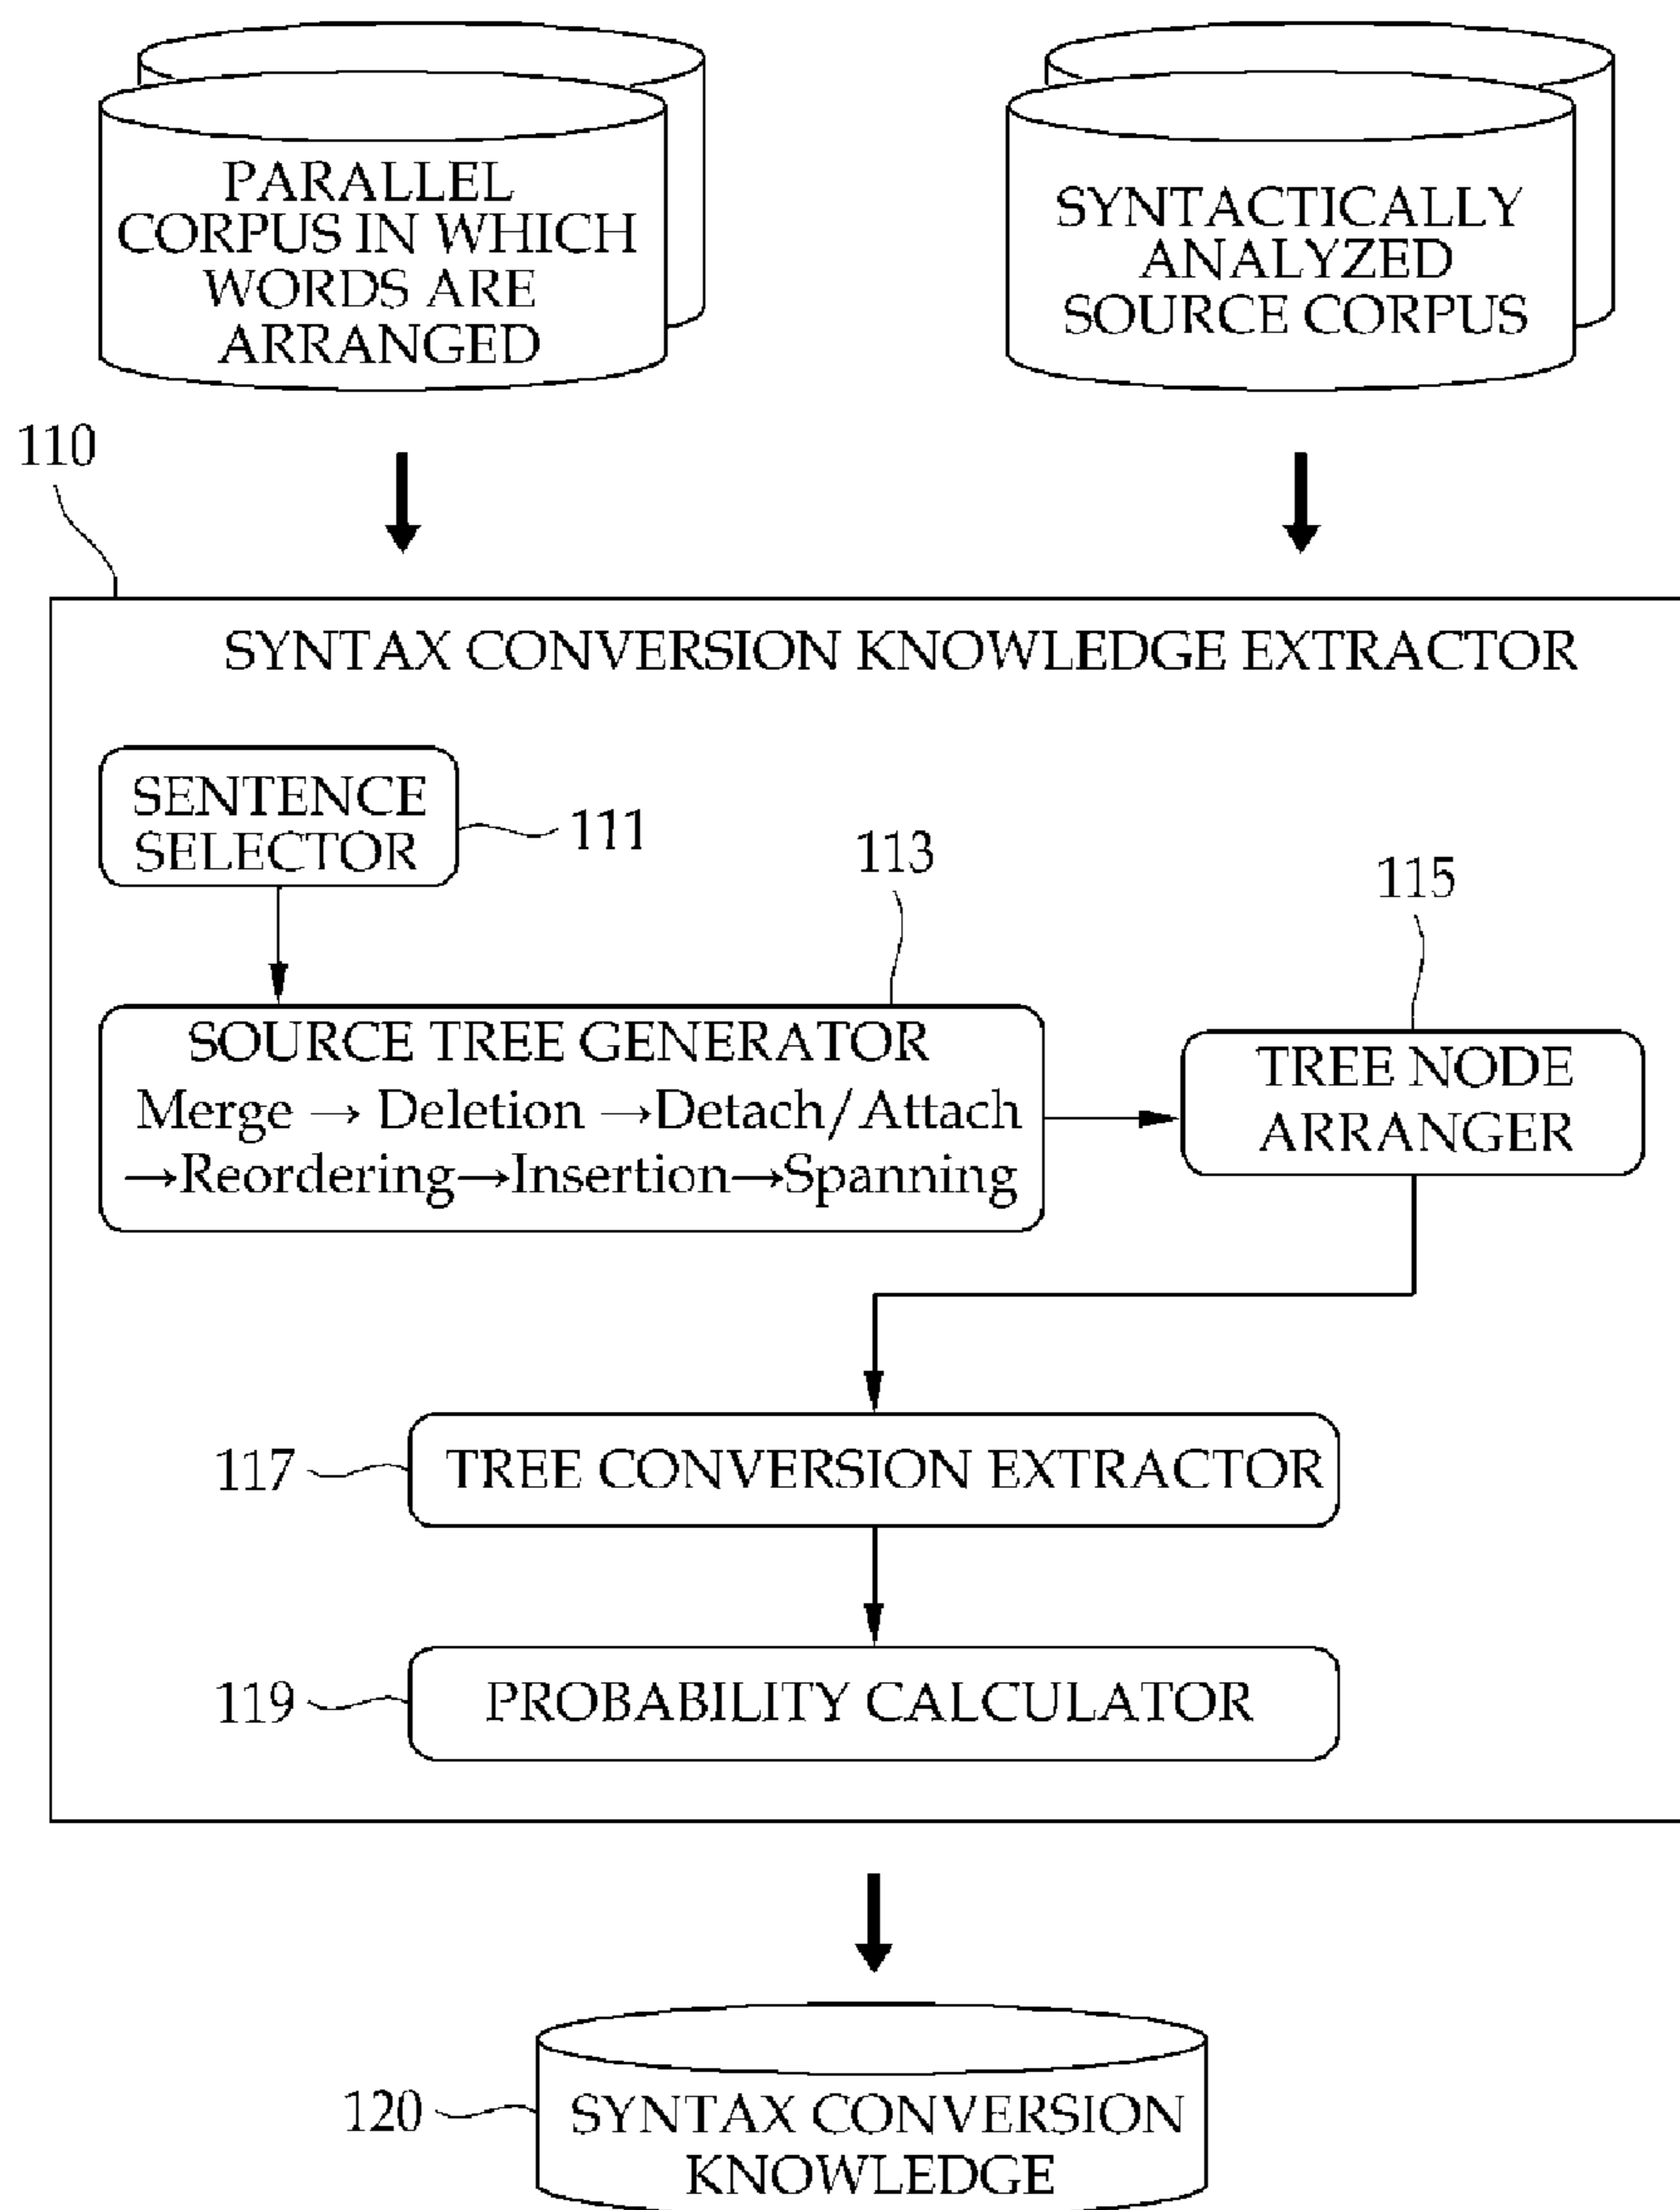 PARALLEL
CORPUS IN WHICH
WORDS ARE
ARRANGED
SYNTACTICALLY
ANALYZED
SOURCE CORPUS
110
SYNTAX CONVERSION KNOWLEDGE EXTRACTOR
SENTENCE
SELECTOR
111
113
115
SOURCE TREE GENERATOR
Merge → Deletion →Detach/Attach
→Reordering→Insertion→Spanning
TREE NODE
ARRANGER
117
TREE CONVERSION EXTRACTOR
119
PROBABILITY CALCULATOR
120
SYNTAX CONVERSION
KNOWLEDGE